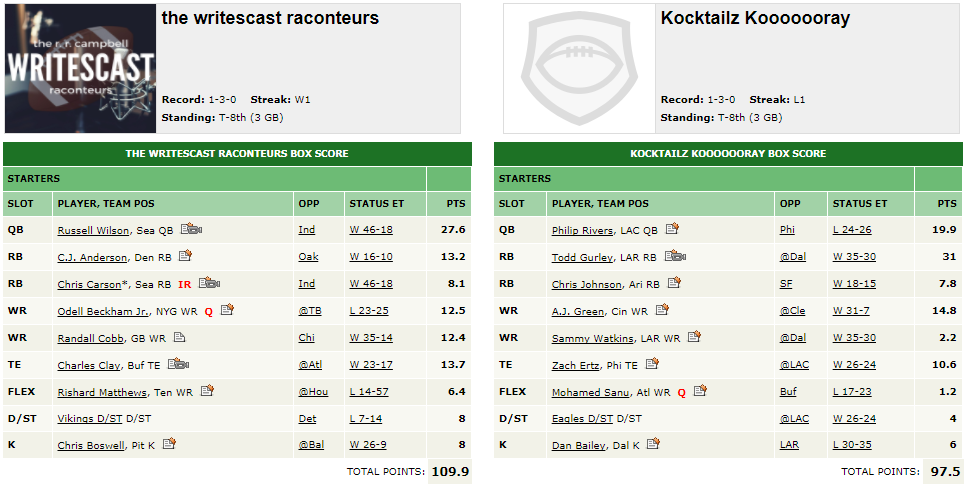 the r. r. campbell
WRITESCAST
raconteurs
the writescast raconteurs
Record: 1-3-0 Streak: W1
Standing: T-8th (3 GB)
THE WRITESCAST RACONTEURS BOX SCORE
STARTERS
SLOT PLAYER, TEAM POS OPP STATUS ET PTS
QB Russell Wilson, Sea QB Ind W 46-18 27.6
RB C.J. Anderson, Den RB Oak W 16-10 13.2
RB Chris Carson*, Sea RB IR Ind W 46-18 8.1
WR Odell Beckham Jr., NYG WR Q @TB L 23-25 12.5
WR Randall Cobb, GB WR Chi W 35-14 12.4
TE Charles Clay, Buf TE @Atl W 23-17 13.7
FLEX Rishard Matthews, Ten WR @Hou L 14-57 6.4
D/ST Vikings D/ST D/ST Det L 7-14 8
K Chris Boswell, Pit K @Bal W 26-9 8
TOTAL POINTS: 109.9
Kocktailz Kooooooray
Record: 1-3-0 Streak: L1
Standing: T-8th (3 GB)
KOCKTAILZ KOOOOOORAY BOX SCORE
STARTERS
SLOT PLAYER, TEAM POS OPP STATUS ET PTS
QB Philip Rivers, LAC QB Phi L 24-26 19.9
RB Todd Gurley, LAR RB @Dal W 35-30 31
RB Chris Johnson, Ari RB SF W 18-15 7.8
WR A.J. Green, Cin WR @Cle W 31-7 14.8
WR Sammy Watkins, LAR WR @Dal W 35-30 2.2
TE Zach Ertz, Phi TE @LAC W 26-24 10.6
FLEX Mohamed Sanu, Atl WR Q Buf L 17-23 1.2
D/ST Eagles D/ST D/ST @LAC W 26-24 4
K Dan Bailey, Dal K LAR L 30-35 6
TOTAL POINTS: 97.5